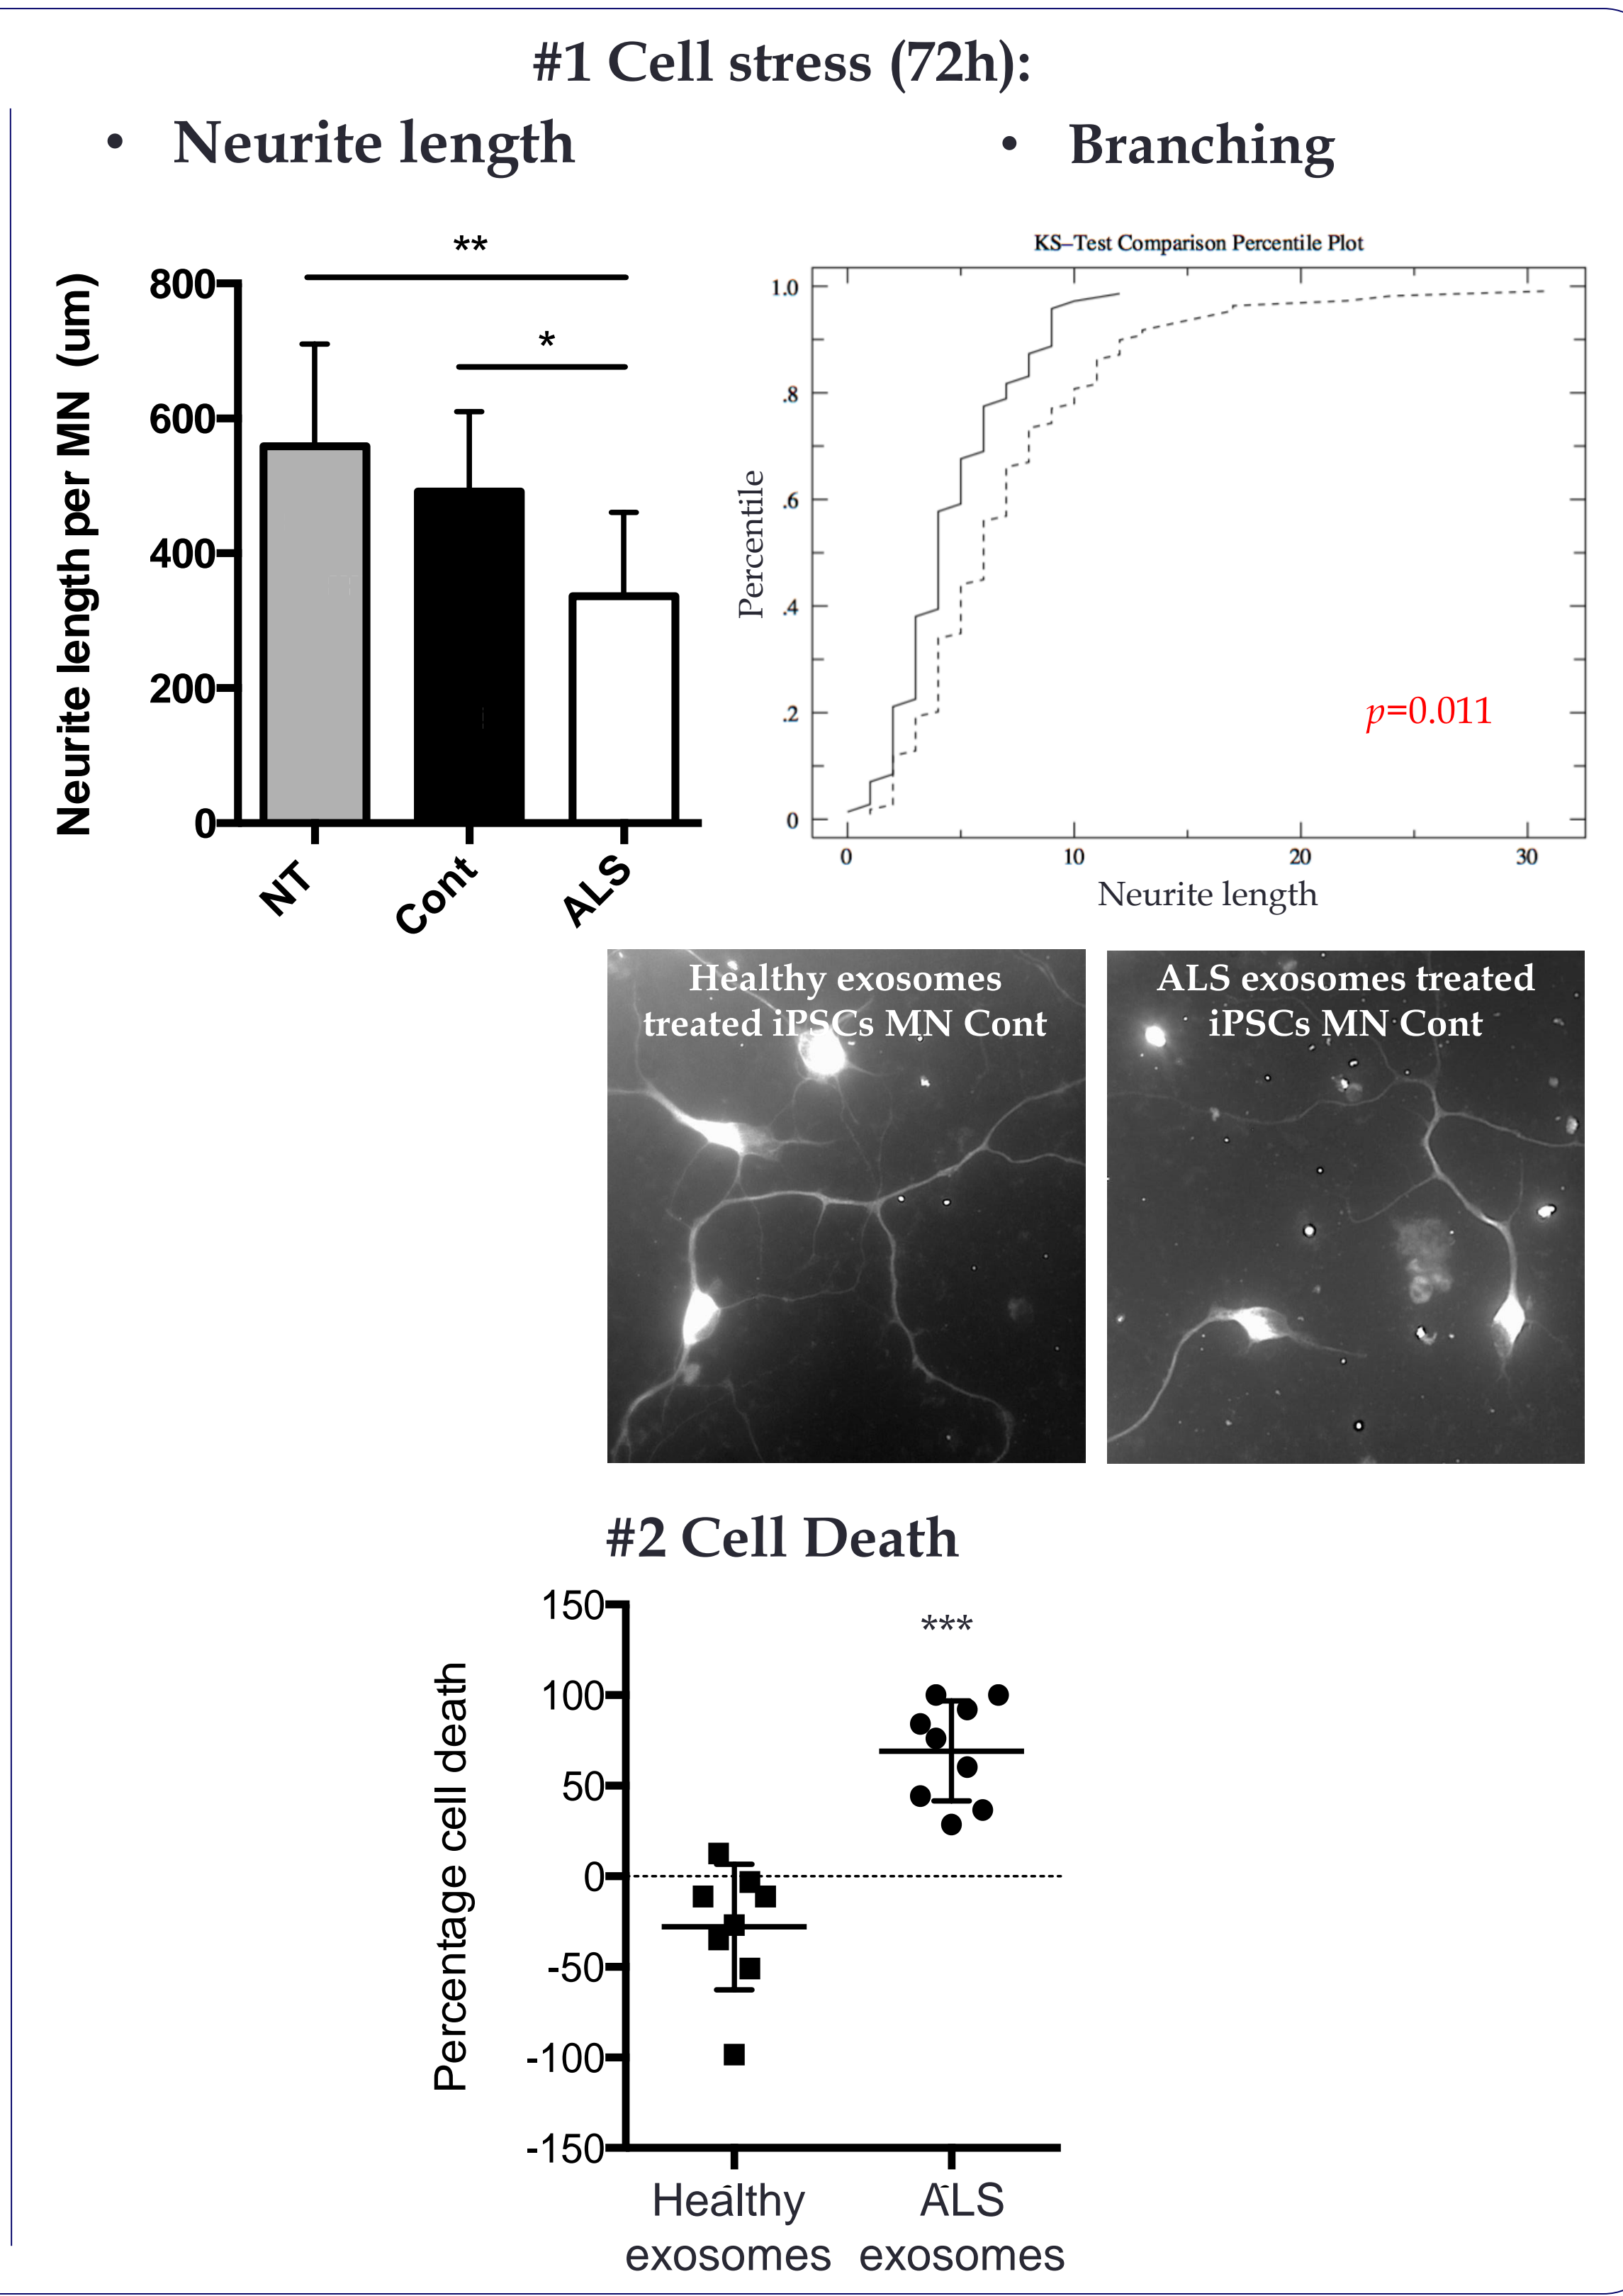 #1 Cell stress (72h):
• Neurite length
• Branching
**
*
Neurite length per MN (um)
800
600
400
200
0
NT
Cont
ALS
KS–Test Comparison Percentile Plot
Percentile
1.0
.8
.6
.4
.2
0
p=0.011
0 10 20 30
Neurite length
Healthy exosomes
treated iPSCs MN Cont
ALS exosomes treated
iPSCs MN Cont
#2 Cell Death
Percentage cell death
150
100
50
0
-50
-100
-150
***
Healthy
exosomes
ALS
exosomes